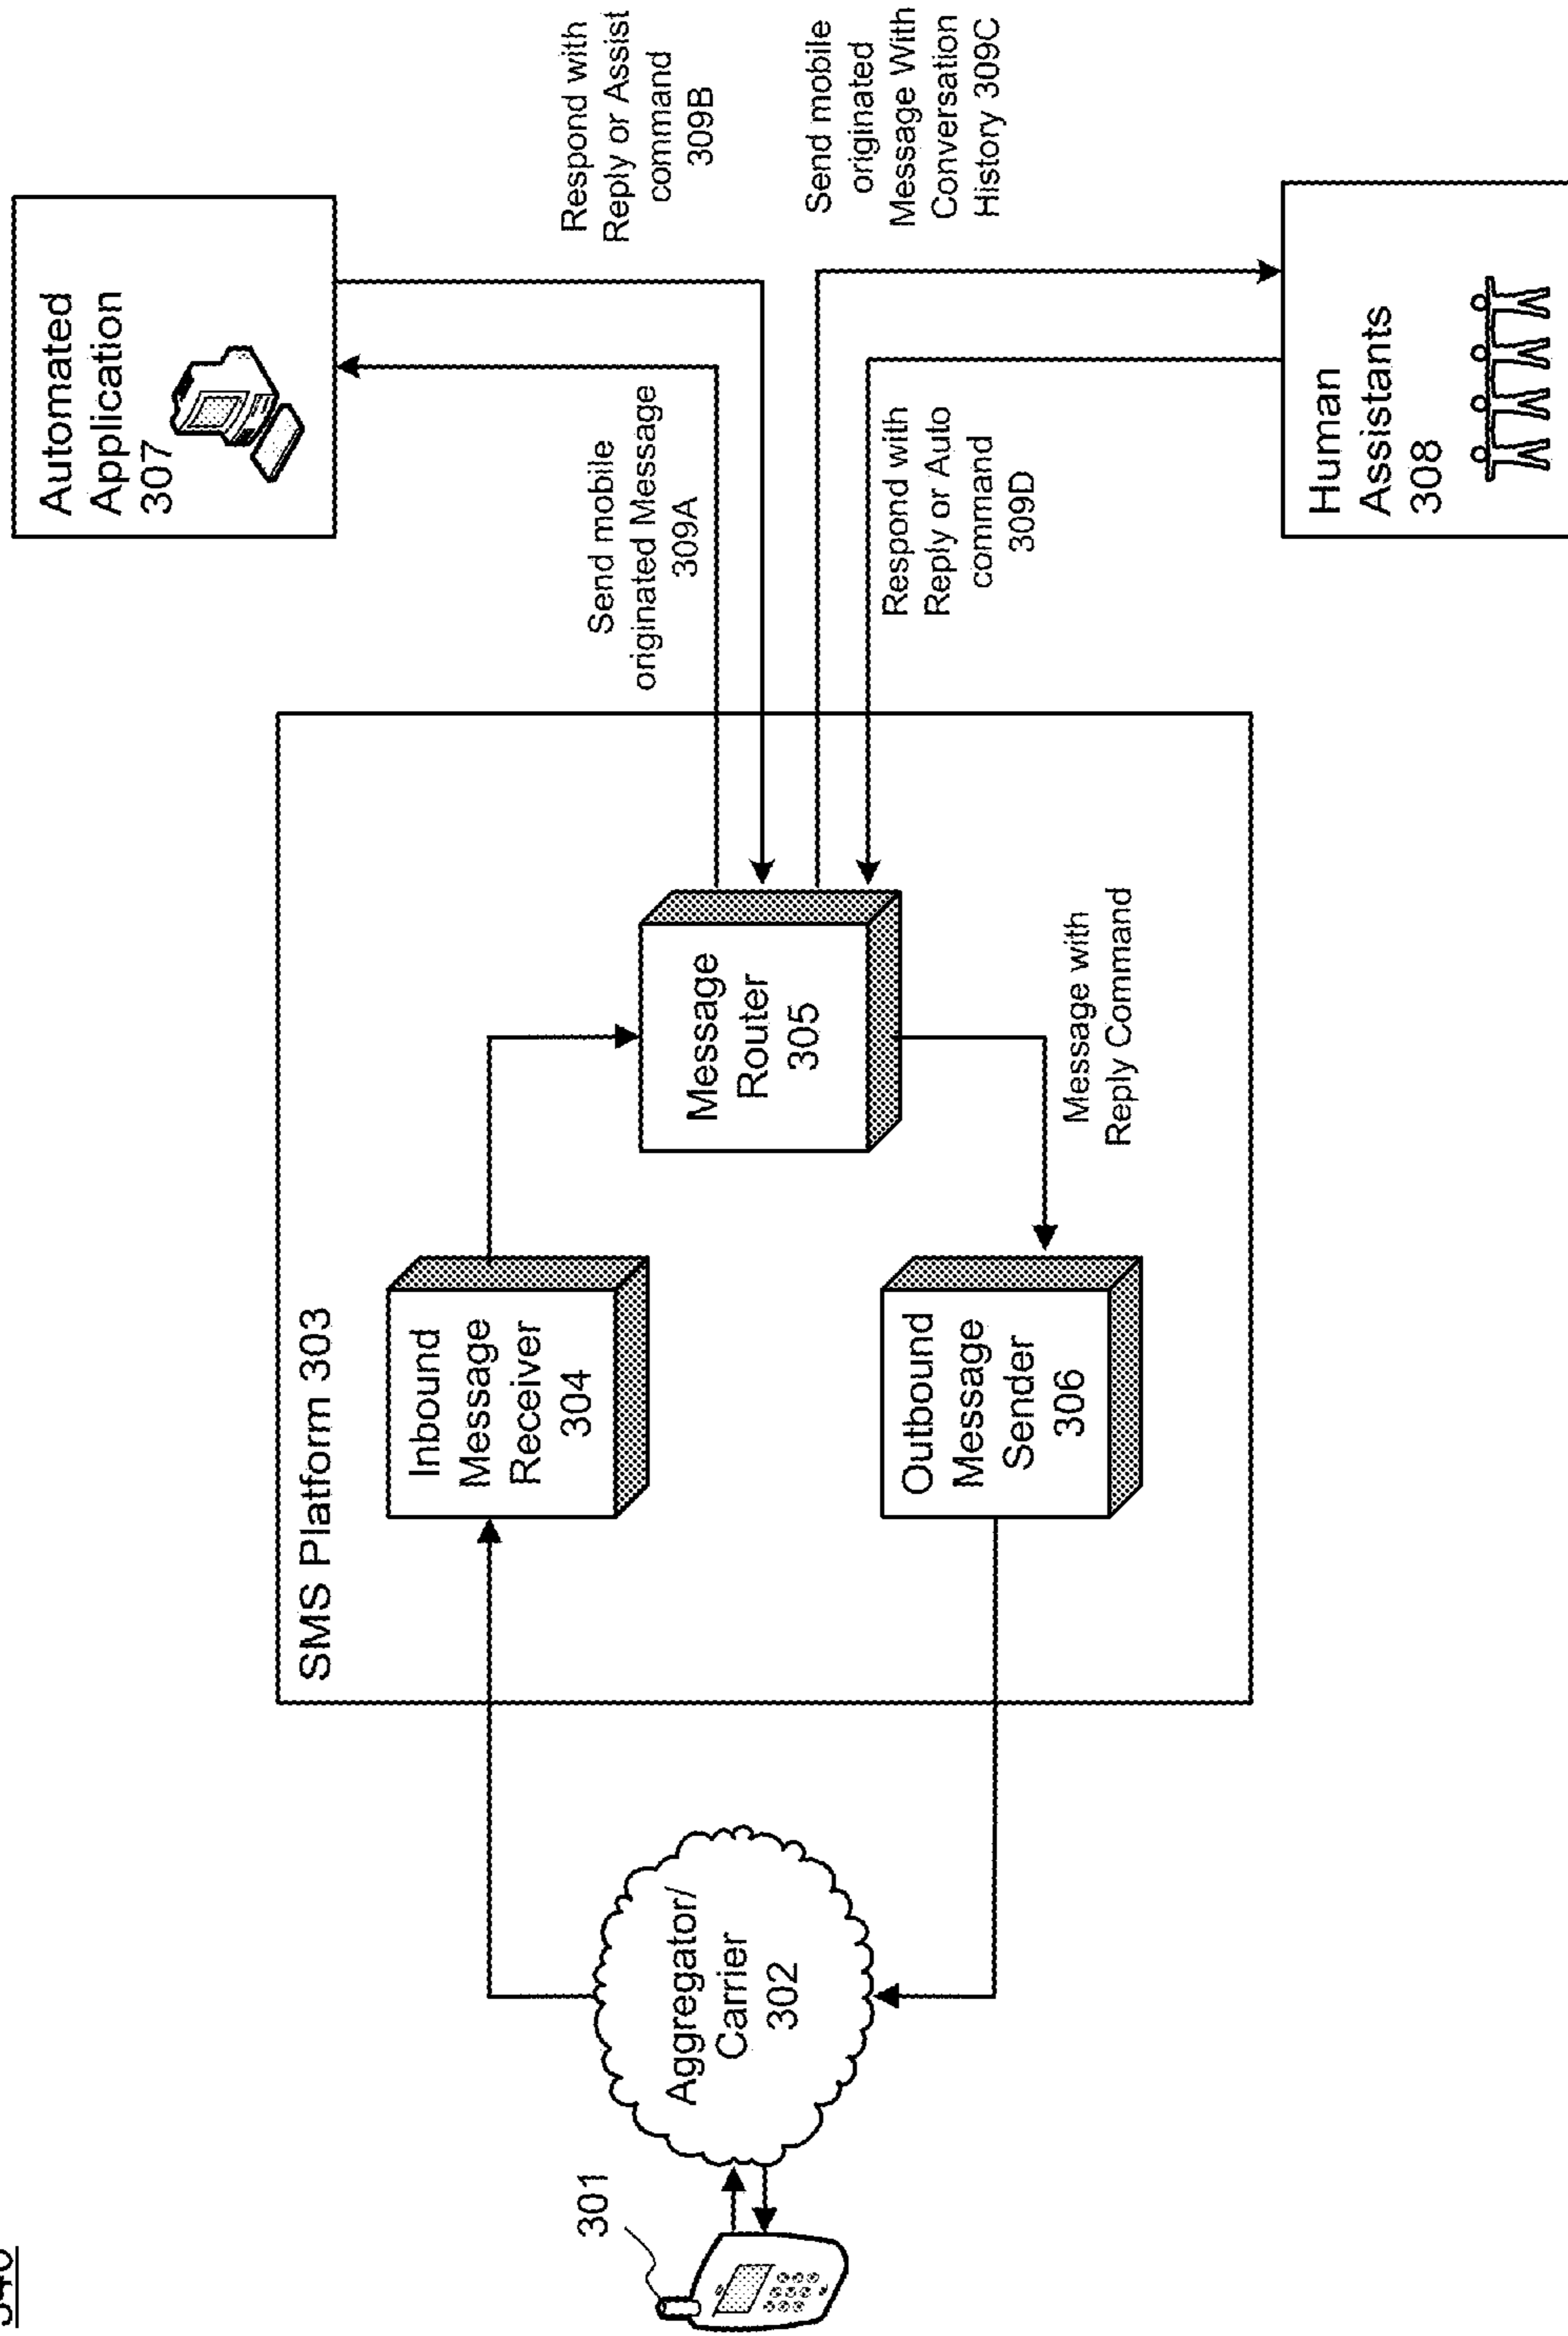 SMS Platform 303
301
Aggregator/
Carrier
302
Inbound
Message
Receiver
304
Outbound
Message
Sender
306
Message
Router
305
Message with
Reply Command
Send mobile
originated Message
309A
Respond with
Reply or Auto
command
309D
Automated
Application
307
Respond with
Reply or Assist
command
309B
Send mobile
originated
Message With
Conversation
History 309C
Human
Assistants
308